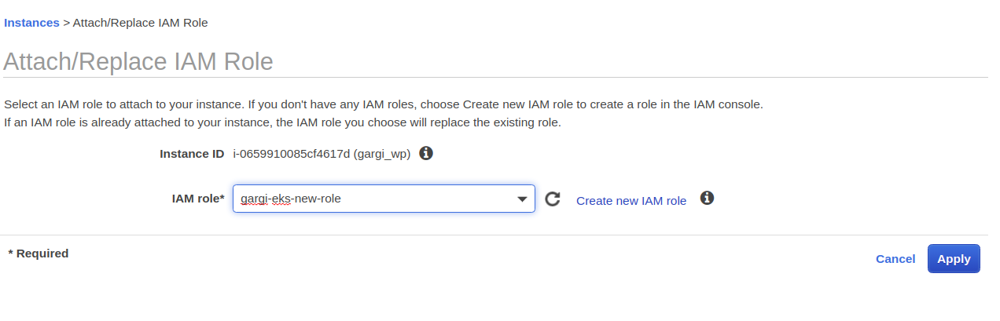 Instances > Attach/Replace IAM Role
Attach/Replace IAM Role
Select an IAM role to attach to your instance. If you don't have any IAM roles, choose Create new IAM role to create a role in the IAM console.
If an IAM role is already attached to your instance, the IAM role you choose will replace the existing role.
Instance ID i-0659910085cf4617d (gargi_wp)
IAM role* gargi-eks-new-role Create new IAM role
* Required
Cancel Apply